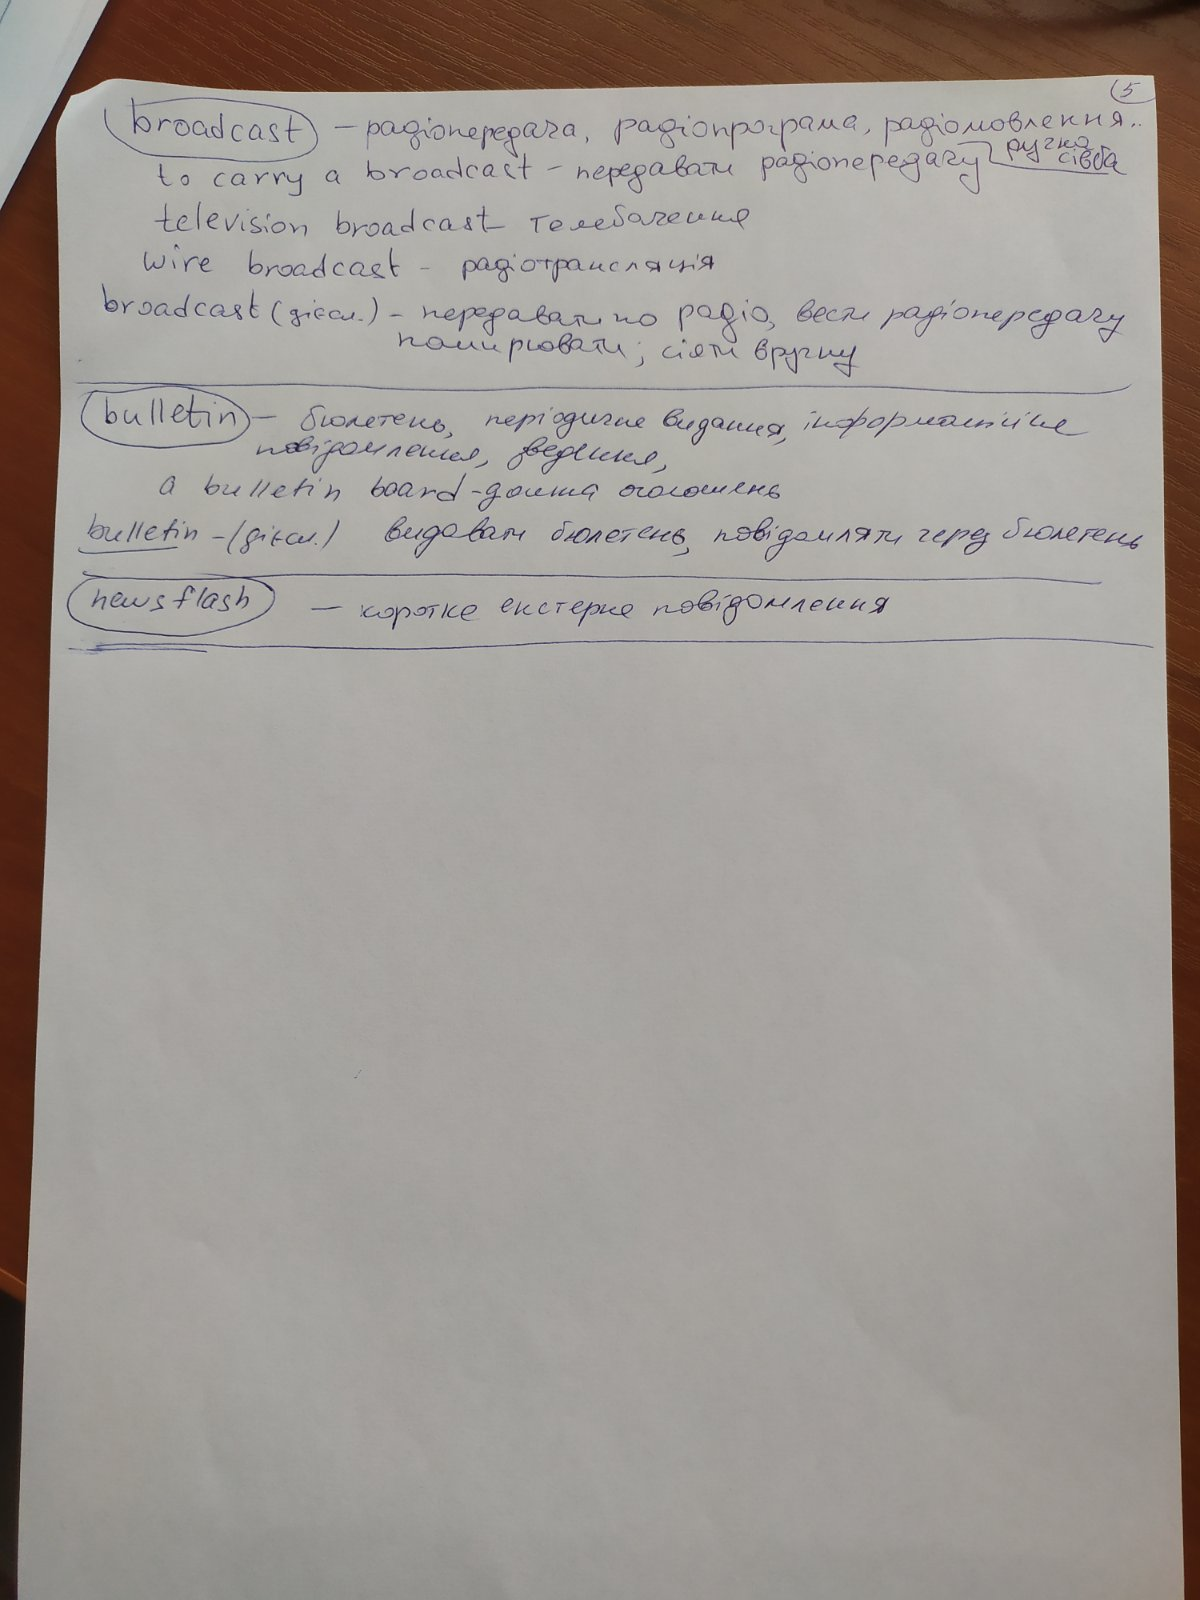 5
broadcast — радіопередача, радіопрограма, радіомовлення..
ручна сівба
to carry a broadcast – передавати радіопередачу
television broadcast телебачення
wire broadcast – радіотрансляція
broadcast (дієсл.) – передавати по радіо, вести радіопередачу
поширювати; сіяти вручну
bulletin — бюлетень, періодичне видання, інформаційне
повідомлення, зведення,
a bulletin board – дошка оголошень
bulletin – (дієсл.) видавати бюлетень, повідомляти через бюлетень
newsflash — коротке екстерне повідомлення